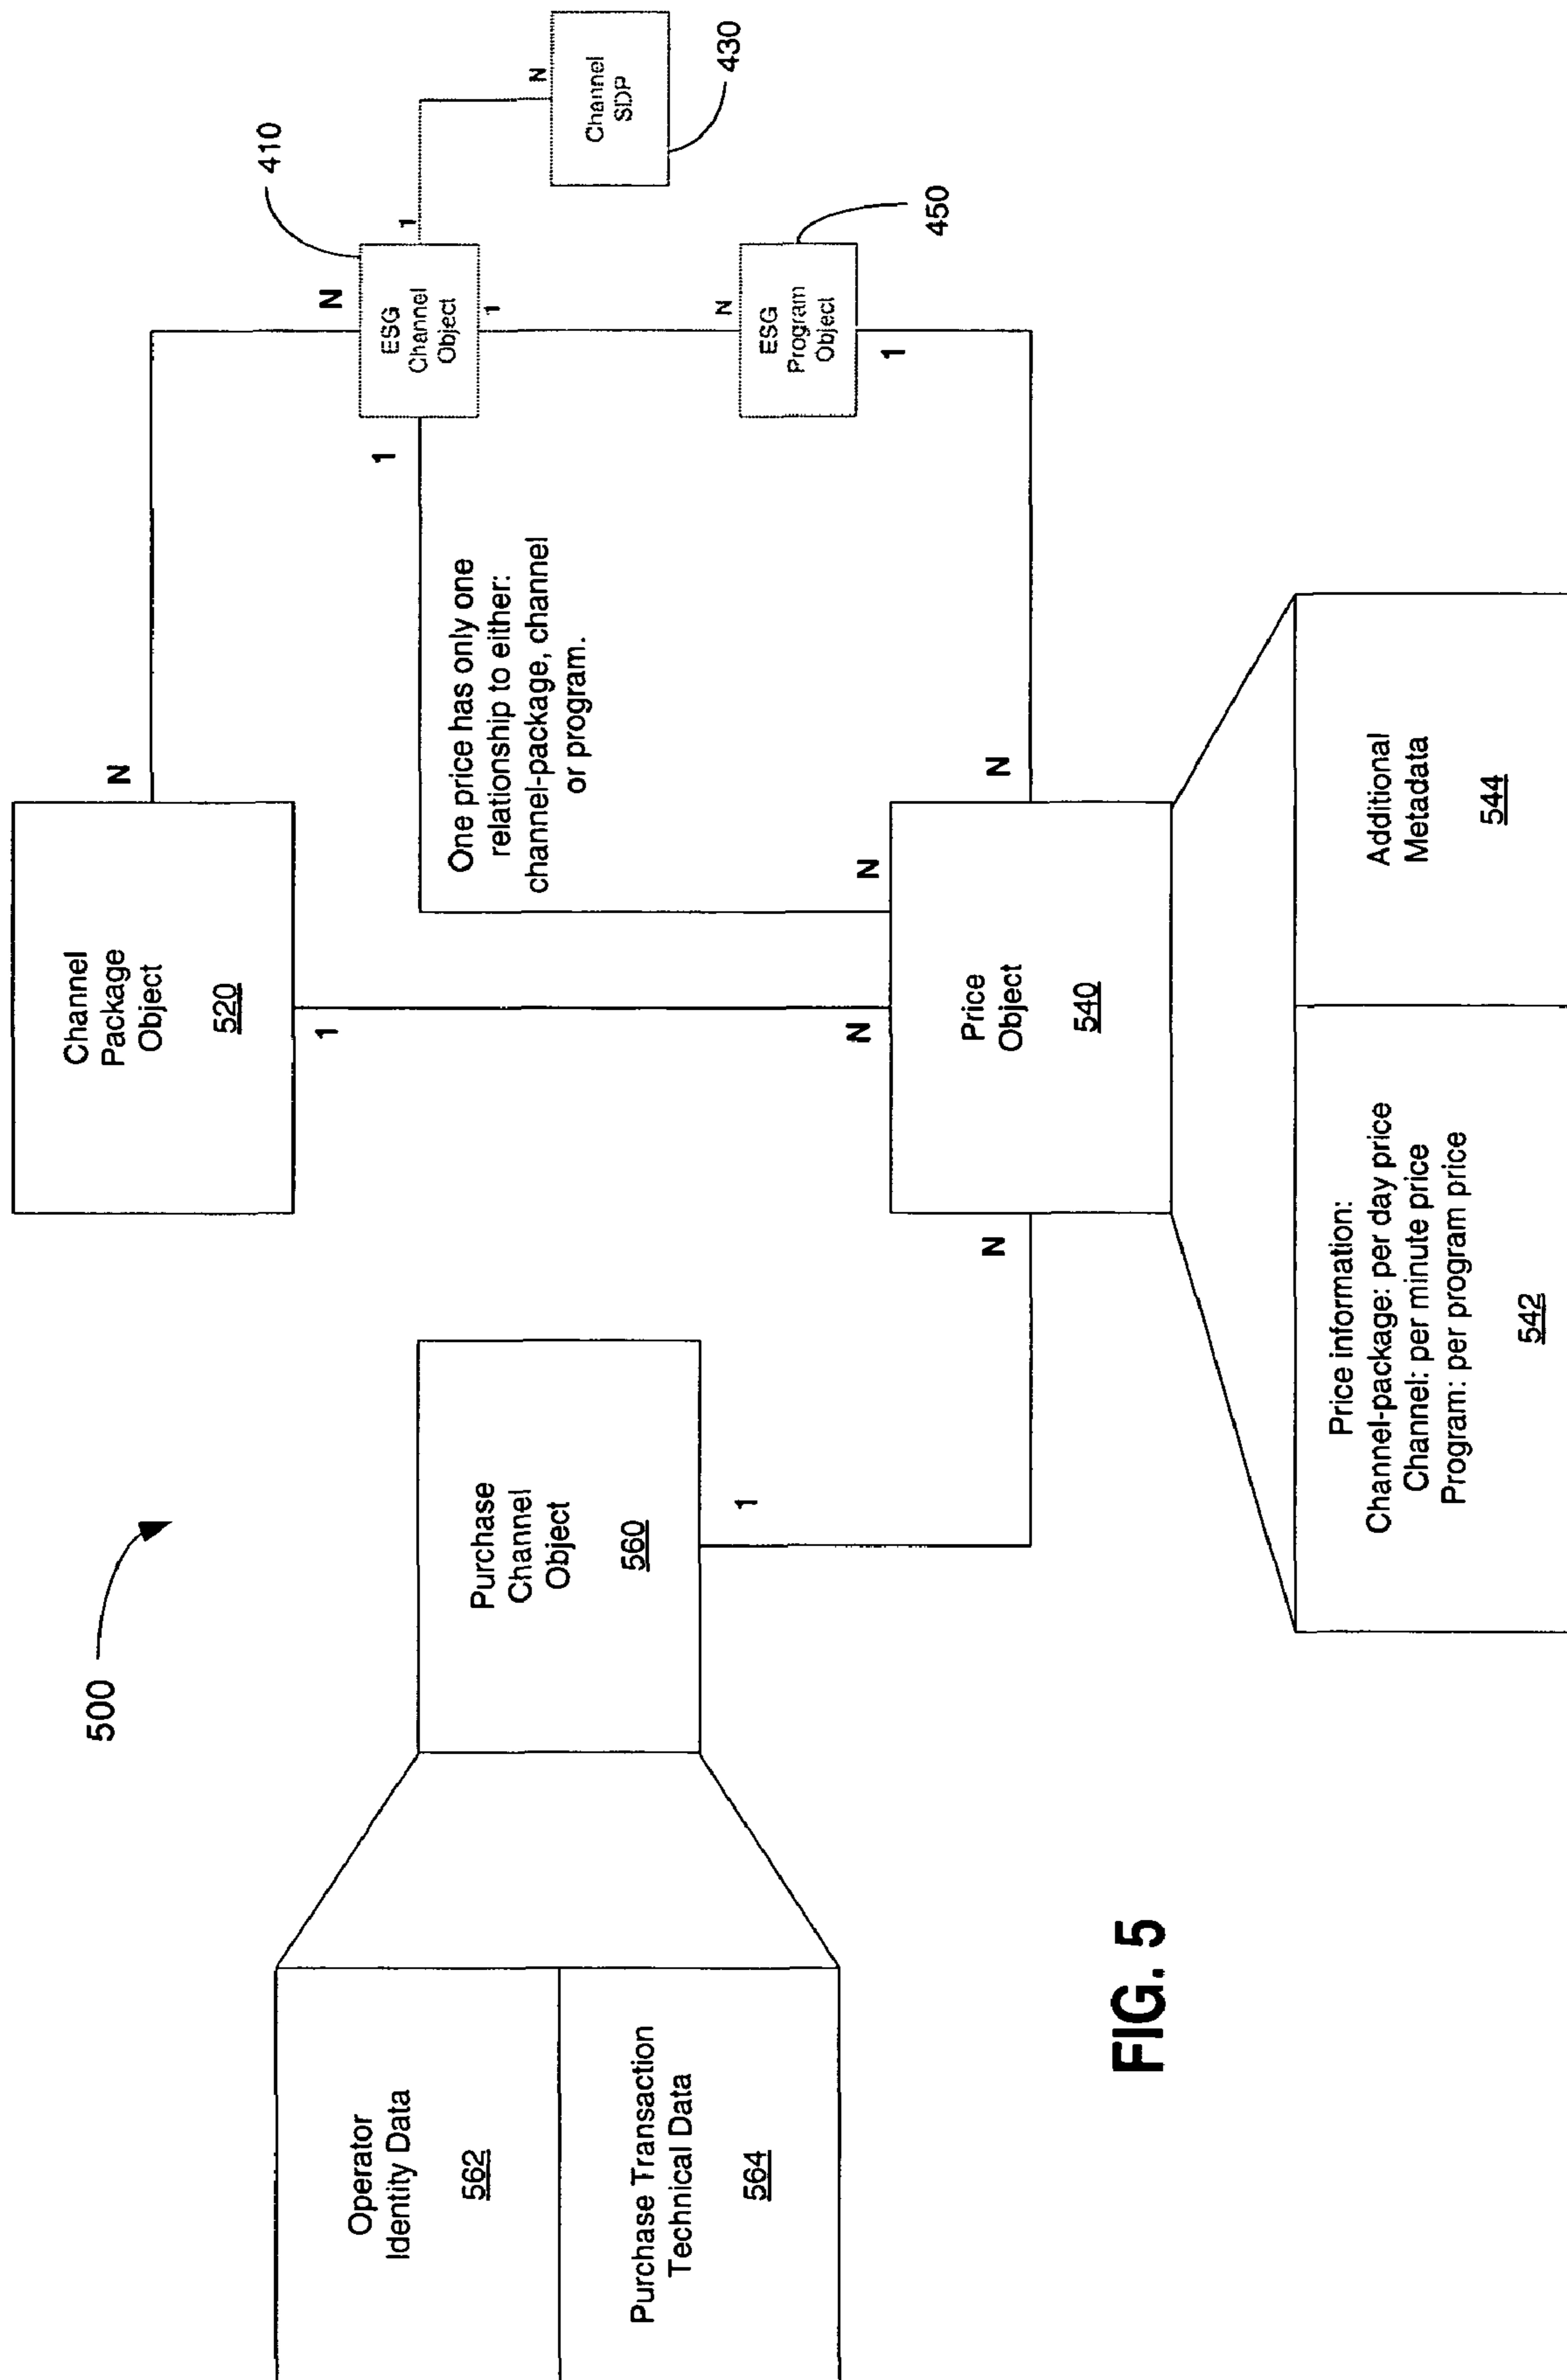 500
Operator
Identity Data
562
Purchase Transaction
Technical Data
564
Purchase
Channel
Object
560
1
N
Channel
Package
Object
520
1
N
N
N
One price has only one
relationship to either:
channel-package, channel
or program.
N
1
Price
Object
540
N
N
Price information:
Channel-package: per day price
Channel: per minute price
Program: per program price
542
Additional
Metadata
544
ESG
Channel
Object
410
1
N
Channel
SDP
430
1
N
ESG
Program
Object
450
1
FIG. 5